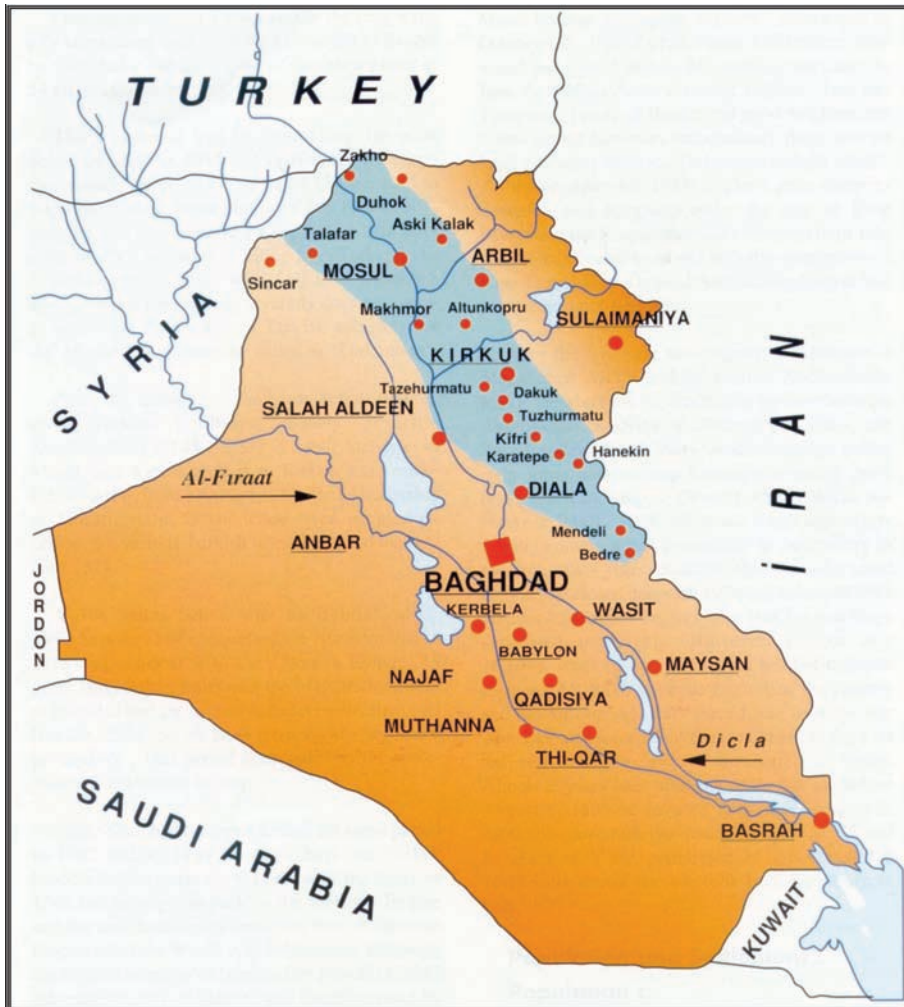 TURKEY
Zakho
Duhok
Aski Kalak
Talafar
ARBIL
MOSUL
Sincar
SYRIA
Makhmor
Altunkopru
SULAIMANIYA
İRAN
KIRKUK
Tazehurmatu
Dakuk
SALAH ALDEEN
Tuzhurmatu
Kifri
Karatepe
Hanekin
Al-Fıraat
DIALA
Mendeli
ANBAR
Bedre
BAGHDAD
JORDON
KERBELA
WASIT
BABYLON
MAYSAN
NAJAF
QADISIYA
MUTHANNA
Dicla
THI-QAR
SAUDI ARABIA
BASRAH
KUWAIT